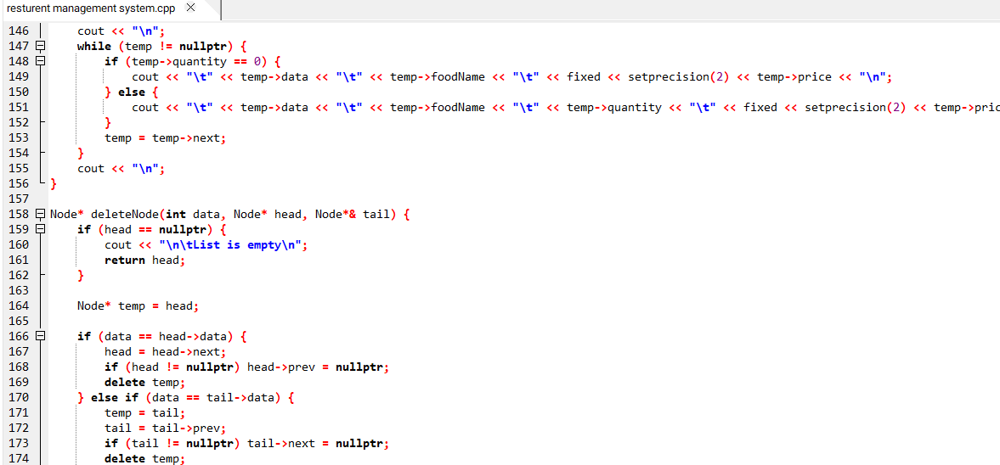 resturent management system.cpp
146 cout << "\n";
147 while (temp != nullptr) {
148 if (temp->quantity == 0) {
149 cout << "\t" << temp->data << "\t" << temp->foodName << "\t" << fixed << setprecision(2) << temp->price << "\n";
150 } else {
151 cout << "\t" << temp->data << "\t" << temp->foodName << "\t" << temp->quantity << "\t" << fixed << setprecision(2) << temp->pric
152 }
153 temp = temp->next;
154 }
155 cout << "\n";
156 }
157
158 Node* deleteNode(int data, Node* head, Node*& tail) {
159 if (head == nullptr) {
160 cout << "\n\tList is empty\n";
161 return head;
162 }
163
164 Node* temp = head;
165
166 if (data == head->data) {
167 head = head->next;
168 if (head != nullptr) head->prev = nullptr;
169 delete temp;
170 } else if (data == tail->data) {
171 temp = tail;
172 tail = tail->prev;
173 if (tail != nullptr) tail->next = nullptr;
174 delete temp;